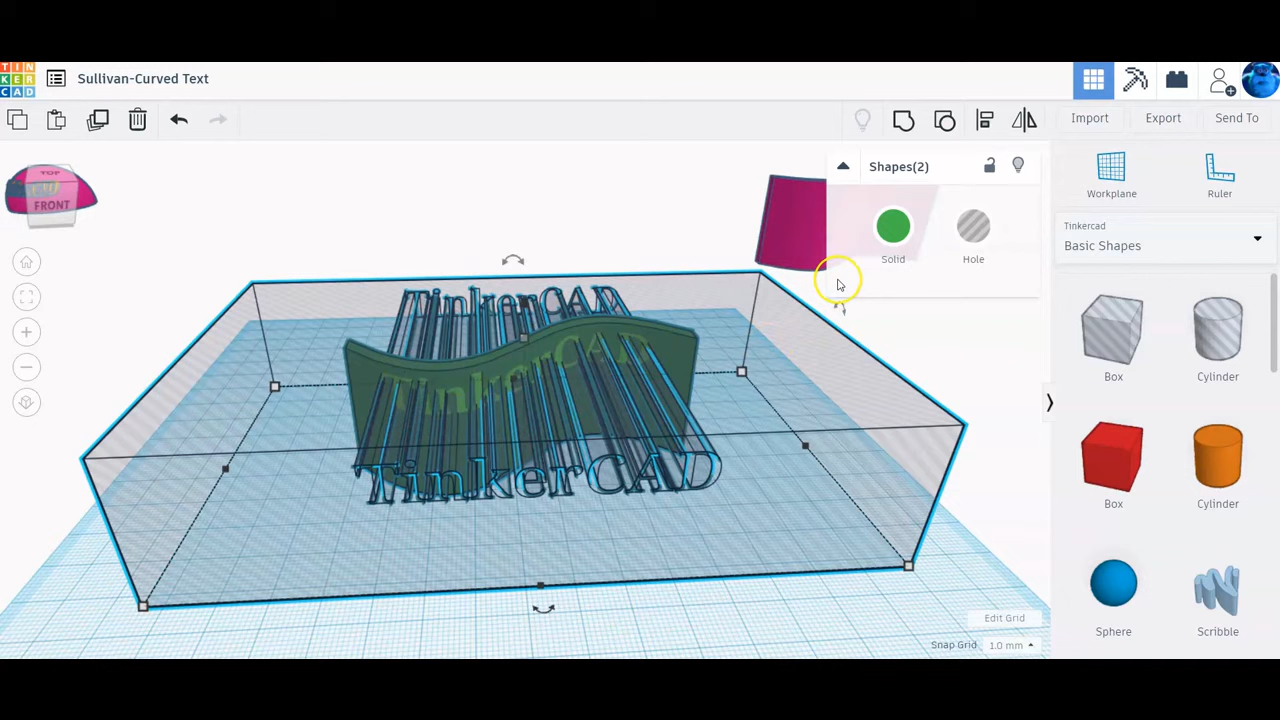 TIN
KER
CAD
Sullivan-Curved Text
Import
Export
Send To
TOP
FRONT
Shapes(2)
Solid
Hole
Workplane
Ruler
Tinkercad
Basic Shapes
TinkerCAD
TinkerCAD
TinkerCAD
Box
Cylinder
Box
Cylinder
Sphere
Scribble
Edit Grid
Snap Grid 1.0 mm